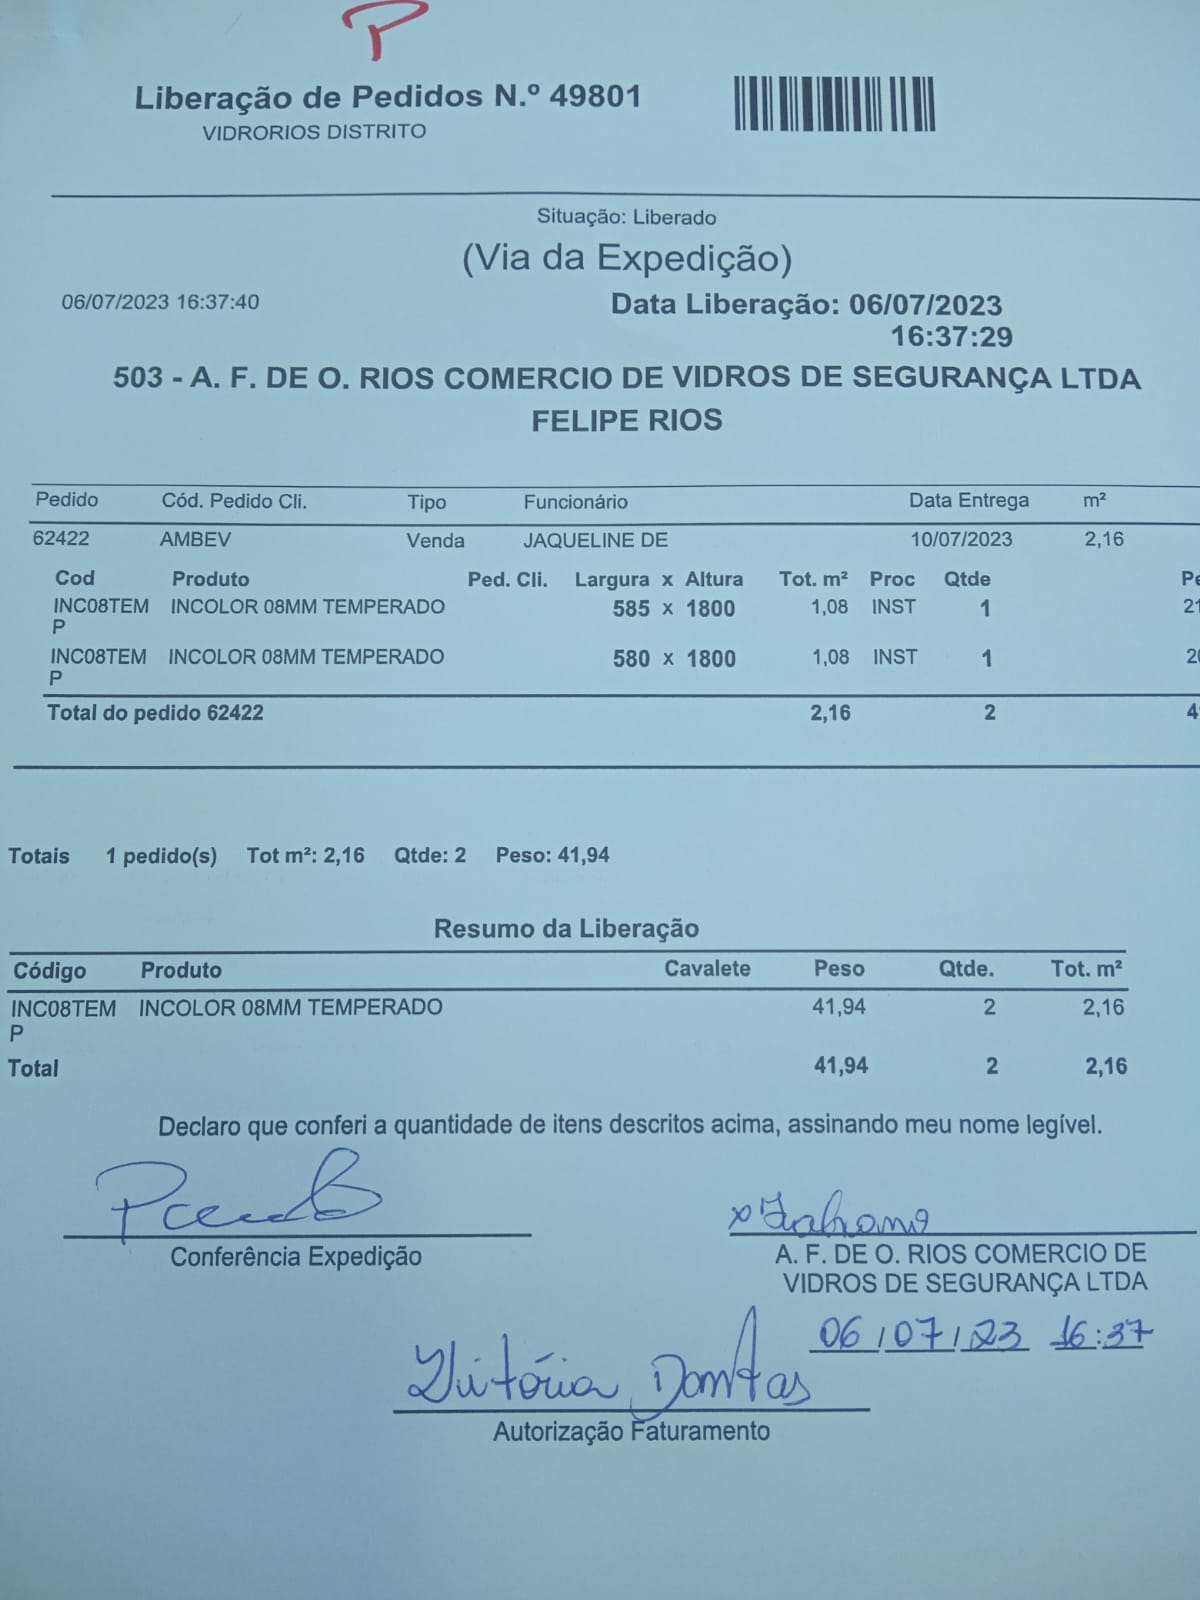 P
Liberação de Pedidos N.º 49801
VIDRORIOS DISTRITO
Situação: Liberado
(Via da Expedição)
06/07/2023 16:37:40
Data Liberação: 06/07/2023
16:37:29
503 - A. F. DE O. RIOS COMERCIO DE VIDROS DE SEGURANÇA LTDA
FELIPE RIOS
Pedido Cód. Pedido Cli. Tipo Funcionário Data Entrega m²
62422 AMBEV Venda JAQUELINE DE 10/07/2023 2,16
Cod Produto Ped. Cli. Largura x Altura Tot. m² Proc Qtde Pe
INC08TEM INCOLOR 08MM TEMPERADO 585 x 1800 1,08 INST 1 21
P
INC08TEM INCOLOR 08MM TEMPERADO 580 x 1800 1,08 INST 1 20
P
Total do pedido 62422 2,16 2 4
Totais 1 pedido(s) Tot m²: 2,16 Qtde: 2 Peso: 41,94
Resumo da Liberação
Código Produto Cavalete Peso Qtde. Tot. m²
INC08TEM INCOLOR 08MM TEMPERADO 41,94 2 2,16
P
Total 41,94 2 2,16
Declaro que conferi a quantidade de itens descritos acima, assinando meu nome legível.
Conferência Expedição
A. F. DE O. RIOS COMERCIO DE
VIDROS DE SEGURANÇA LTDA
06/07/23 16:37
Vitória Dantas
Autorização Faturamento